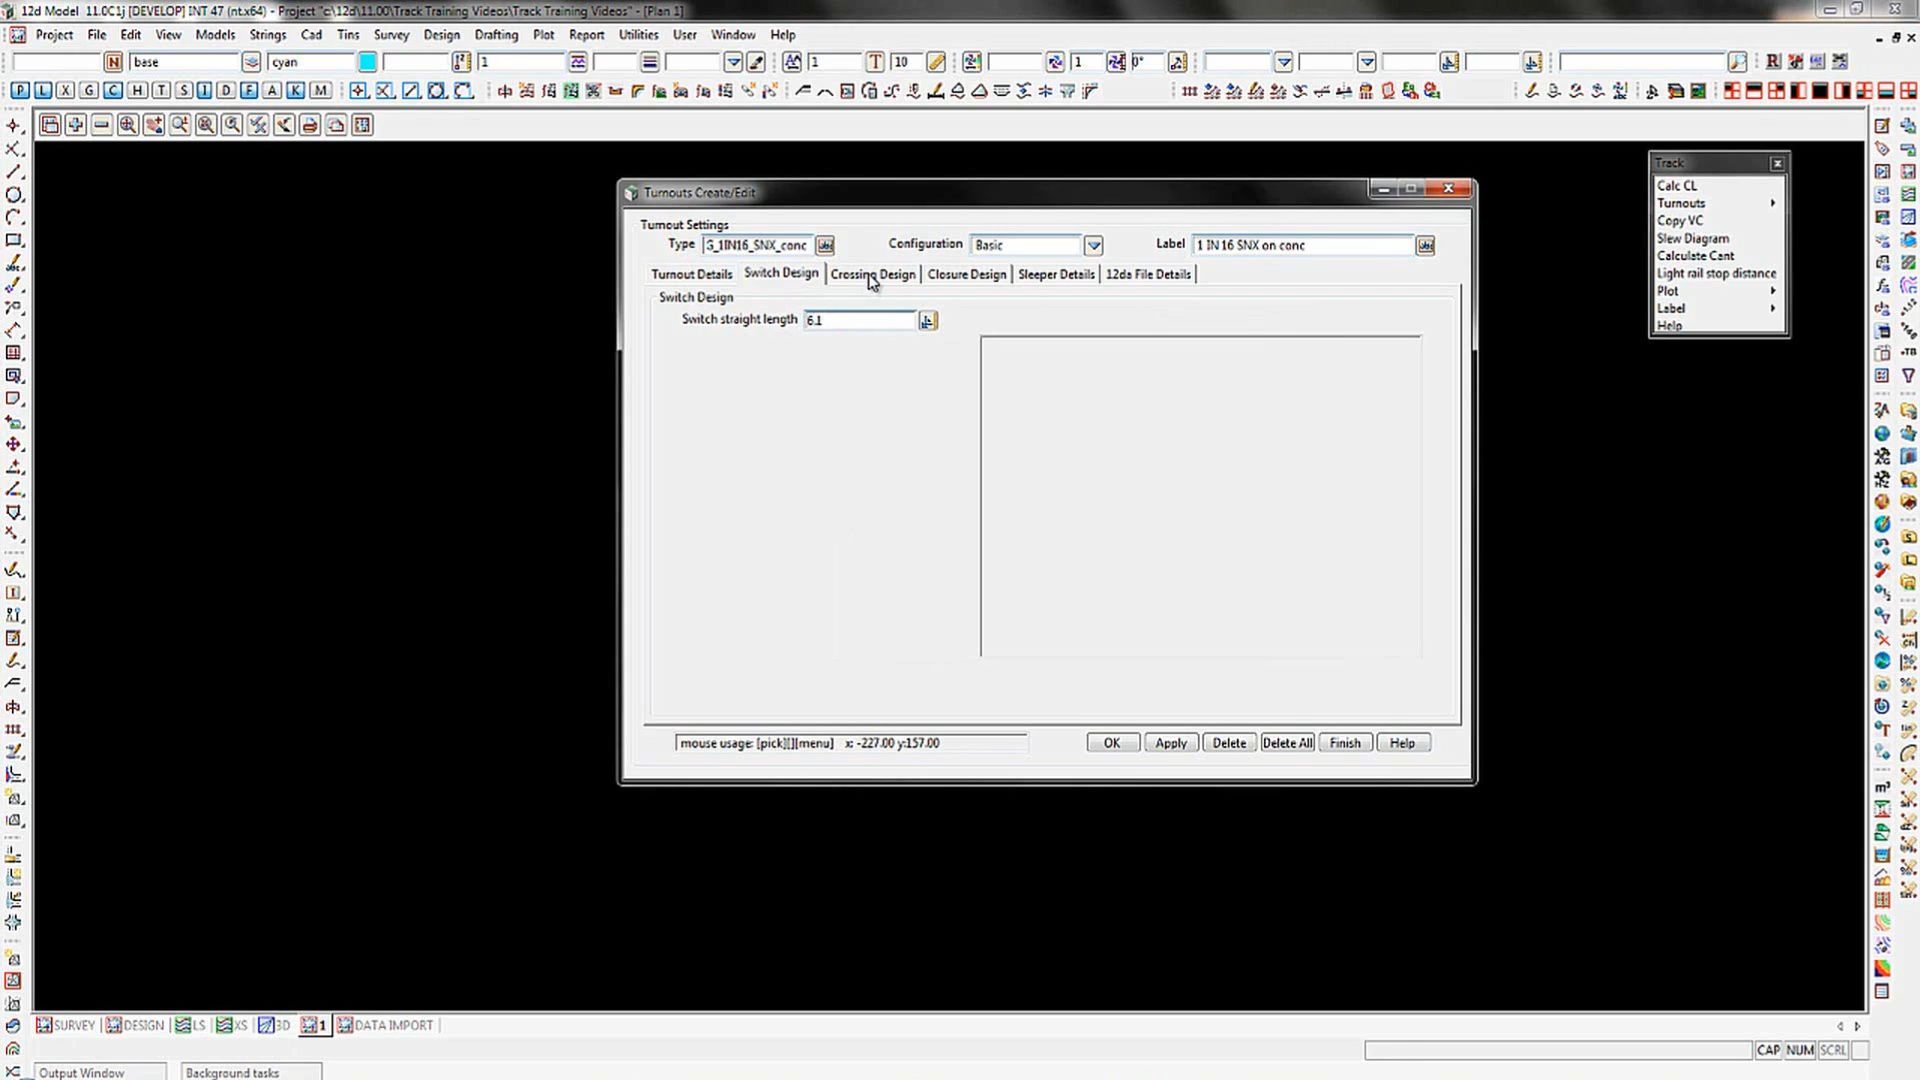 12d Model 11.0C1j [DEVELOP] INT 47 (nt.x64) - Project "c:\12d\11.00\Track Training Videos\Track Training Videos" - [Plan 1]
Project File Edit View Models Strings Cad Tins Survey Design Drafting Plot Report Utilities User Window Help
N base cyan 1 1 T 10 1 0°
P L X G C H T S I D F A K M
Track
Calc CL
Turnouts
Copy VC
Slew Diagram
Calculate Cant
Light rail stop distance
Plot
Label
Help
Turnouts Create/Edit
Turnout Settings
Type G_1IN16_SNX_conc Configuration Basic Label 1 IN 16 SNX on conc
Turnout Details Switch Design Crossing Design Closure Design Sleeper Details 12da File Details
Switch Design
Switch straight length 6.1
mouse usage: [pick][][menu] x: -227.00 y:157.00
OK Apply Delete Delete All Finish Help
SURVEY DESIGN LS XS 3D 1 DATA IMPORT
CAP NUM SCRL
Output Window Background tasks